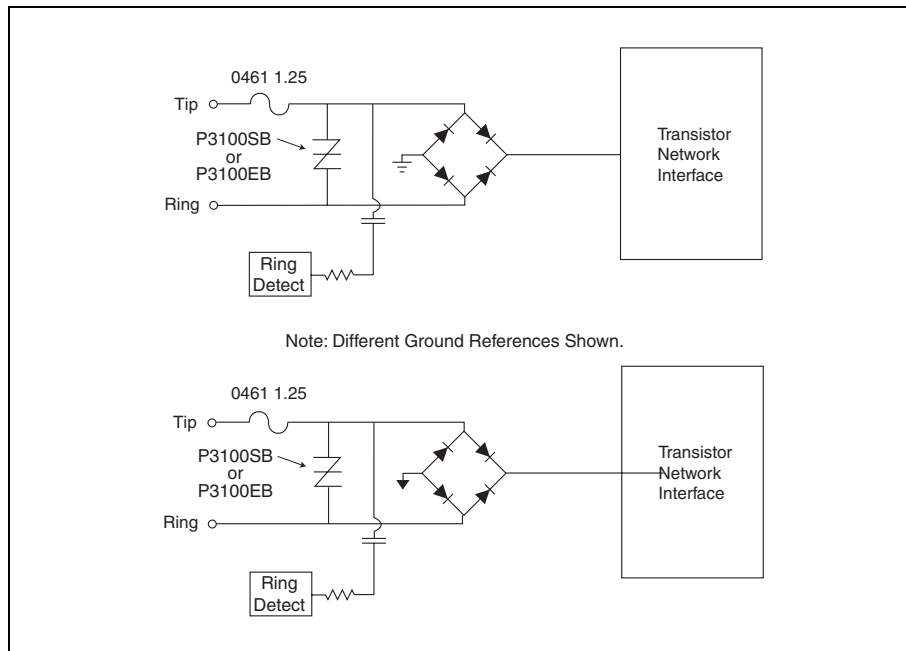 0461 1.25
Tip
P3100SB
or
P3100EB
Ring
Ring
Detect
Transistor
Network
Interface
Note: Different Ground References Shown.
0461 1.25
Tip
P3100SB
or
P3100EB
Ring
Ring
Detect
Transistor
Network
Interface